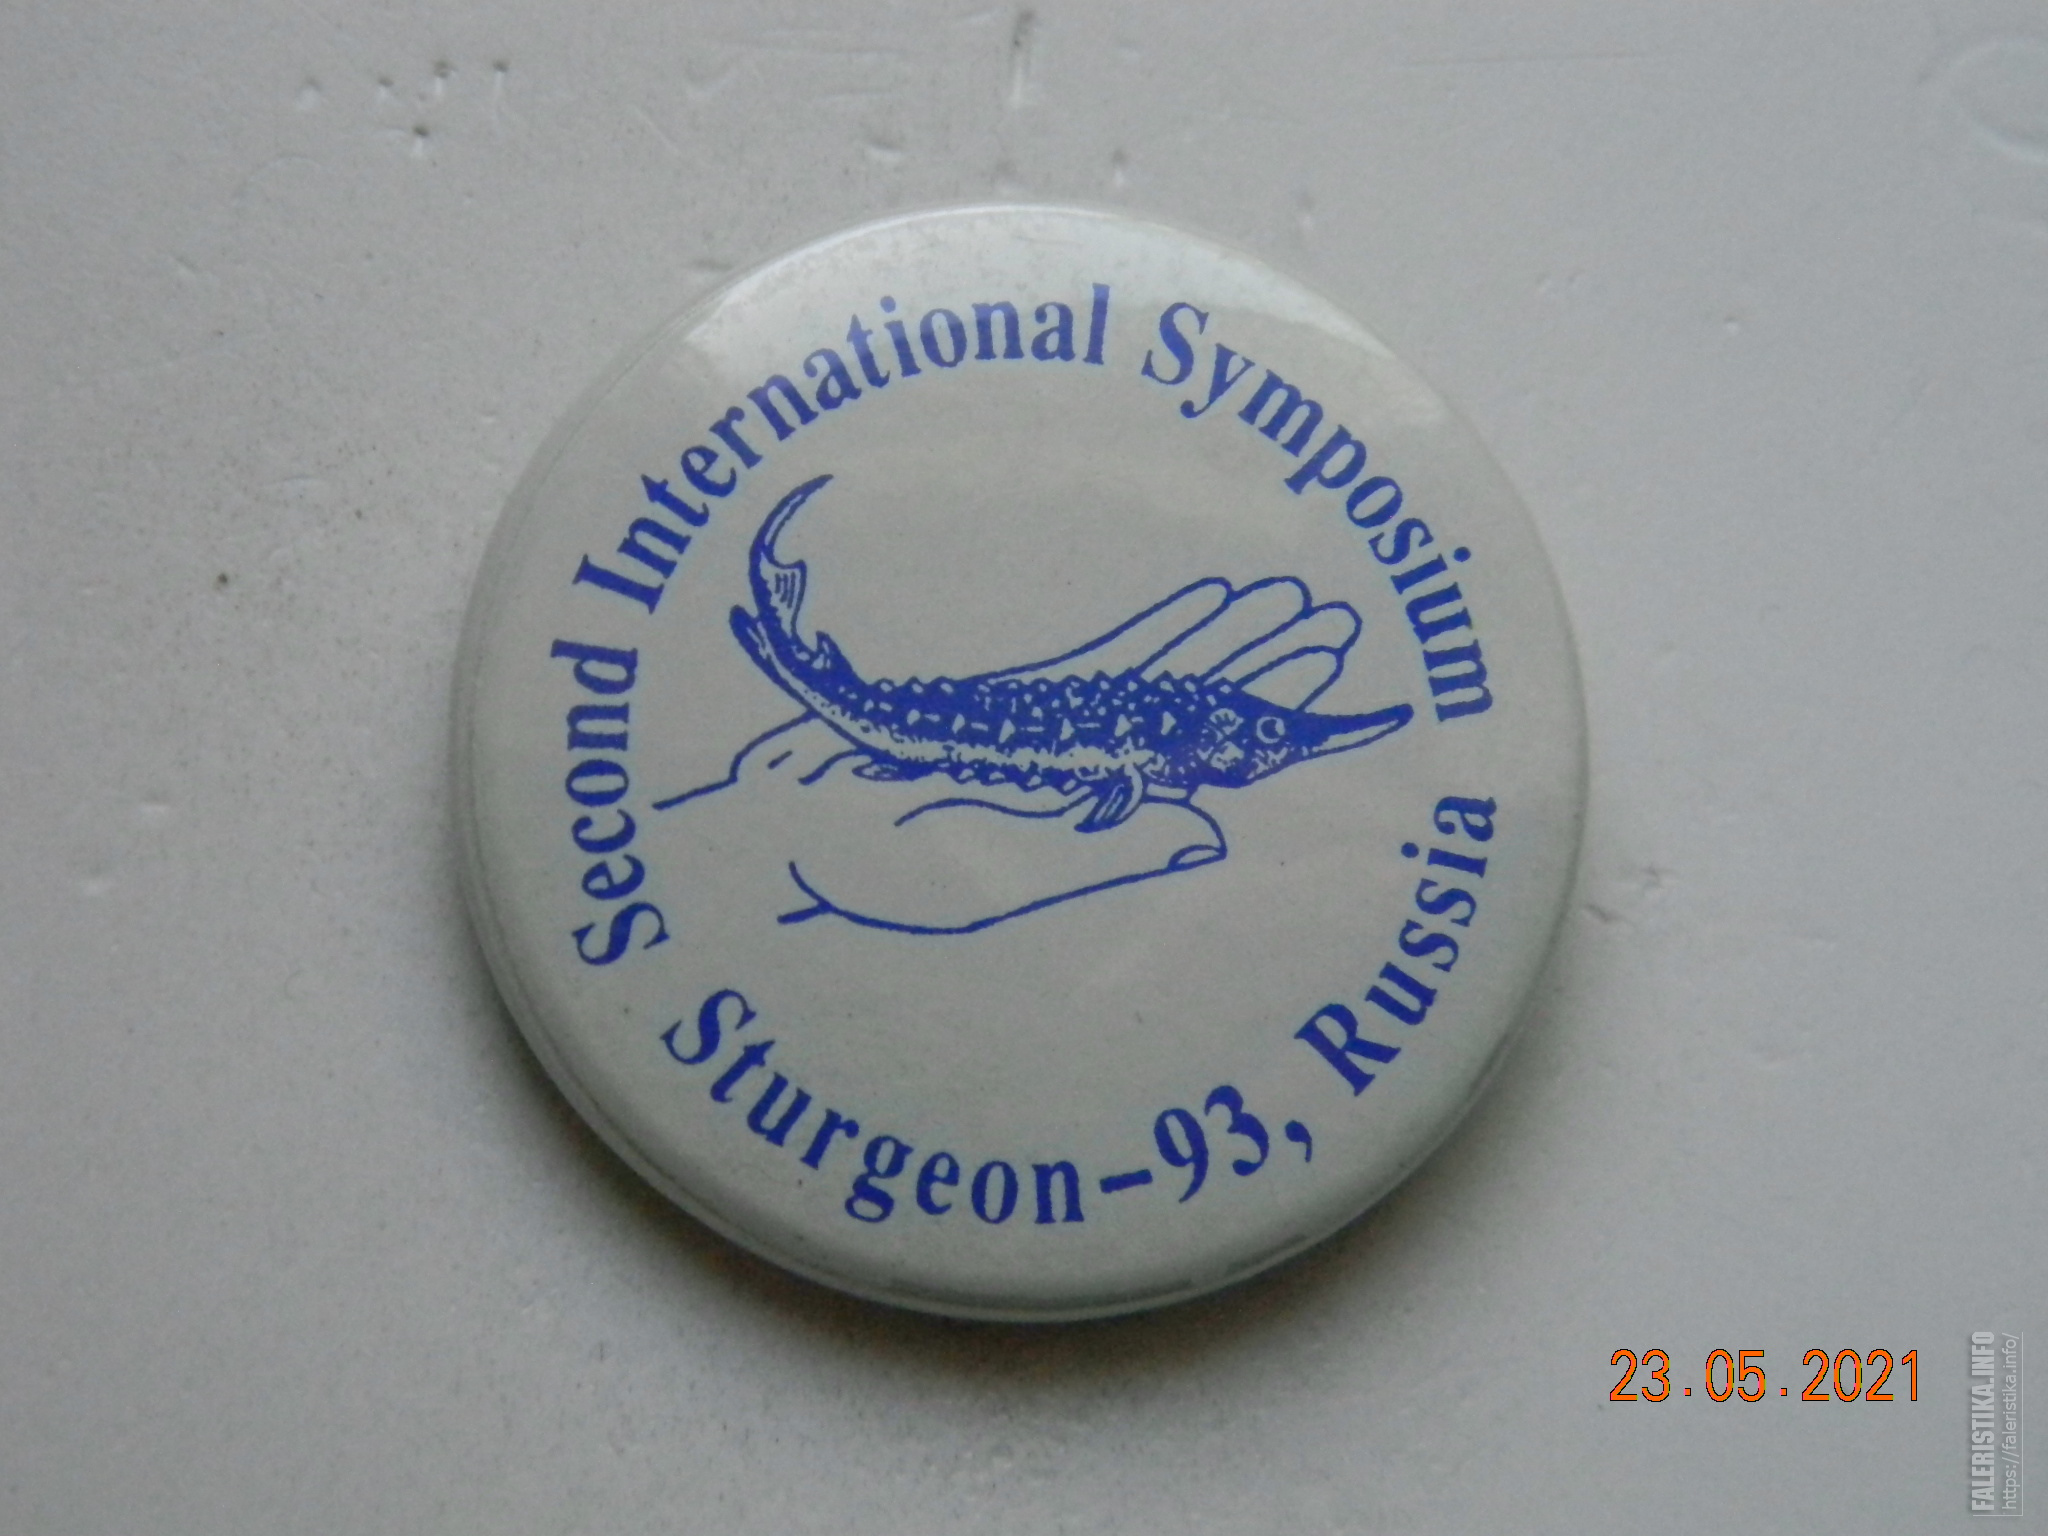 Second International Symposium
Sturgeon-93, Russia
23.05.2021
FALERISTIKA.INFO
https://faleristika.info/